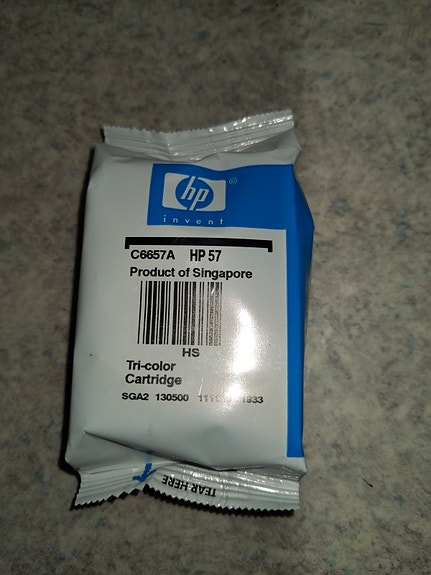 hp®
invent
C6657A HP 57
Product of Singapore
HS
Tri-color
Cartridge
SGA2 130500
TEAR HERE